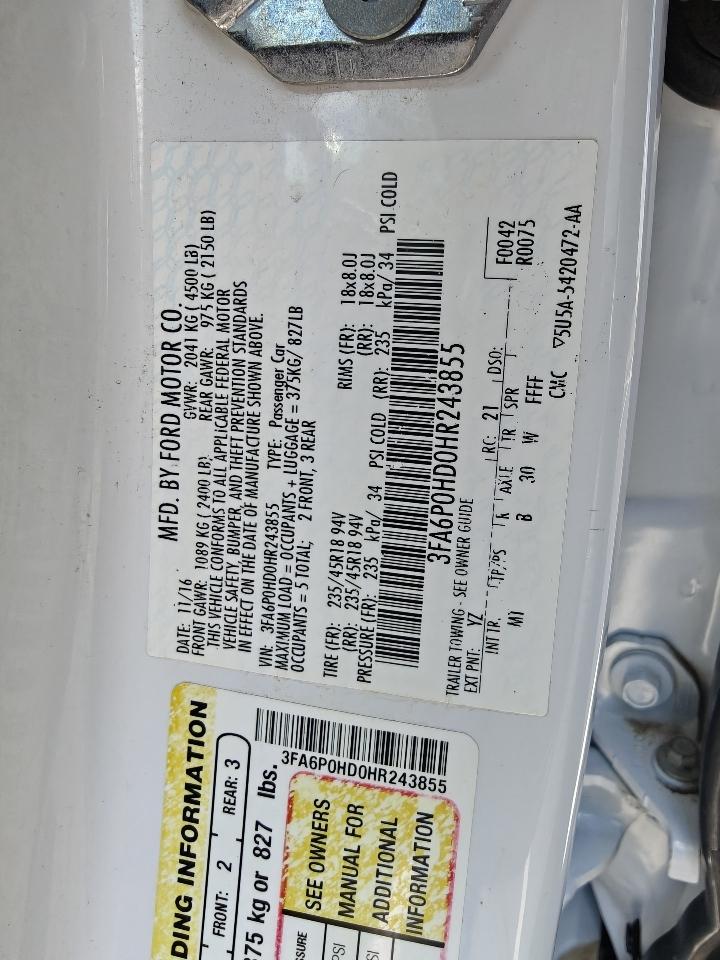 MFD. BY FORD MOTOR CO.
DATE: 11/16 GVWR: 2041 KG ( 4500 LB)
FRONT GAWR: 1089 KG ( 2400 LB) REAR GAWR: 975 KG ( 2150 LB)
THIS VEHICLE CONFORMS TO ALL APPLICABLE FEDERAL MOTOR
VEHICLE SAFETY, BUMPER, AND THEFT PREVENTION STANDARDS
IN EFFECT ON THE DATE OF MANUFACTURE SHOWN ABOVE.
VIN: 3FA6P0HD0HR243855 TYPE: Passenger Car
MAXIMUM LOAD = OCCUPANTS + LUGGAGE = 375KG/ 827LB
OCCUPANTS = 5 TOTAL; 2 FRONT, 3 REAR
TIRE (FR): 235/45R18 94V RIMS (FR): 18x8.0J
(RR): 235/45R18 94V (RR): 18x8.0J
PRESSURE (FR): 235 kPa/ 34 PSI COLD (RR): 235 kPa/ 34 PSI COLD
3FA6P0HD0HR243855
TRAILER TOWING - SEE OWNER GUIDE
EXT PNT: YZ RC: 21 DSO: F0042
R0075
INT TR. TP/PS R AXLE TR SPR
MI B 30 W FFFF
CMC ▽5U5A-5420472-AA
DING INFORMATION
FRONT: 2 REAR: 3
375 kg or 827 lbs.
3FA6P0HD0HR243855
SEE OWNERS
MANUAL FOR
ADDITIONAL
INFORMATION
SSURE
PSI
SI